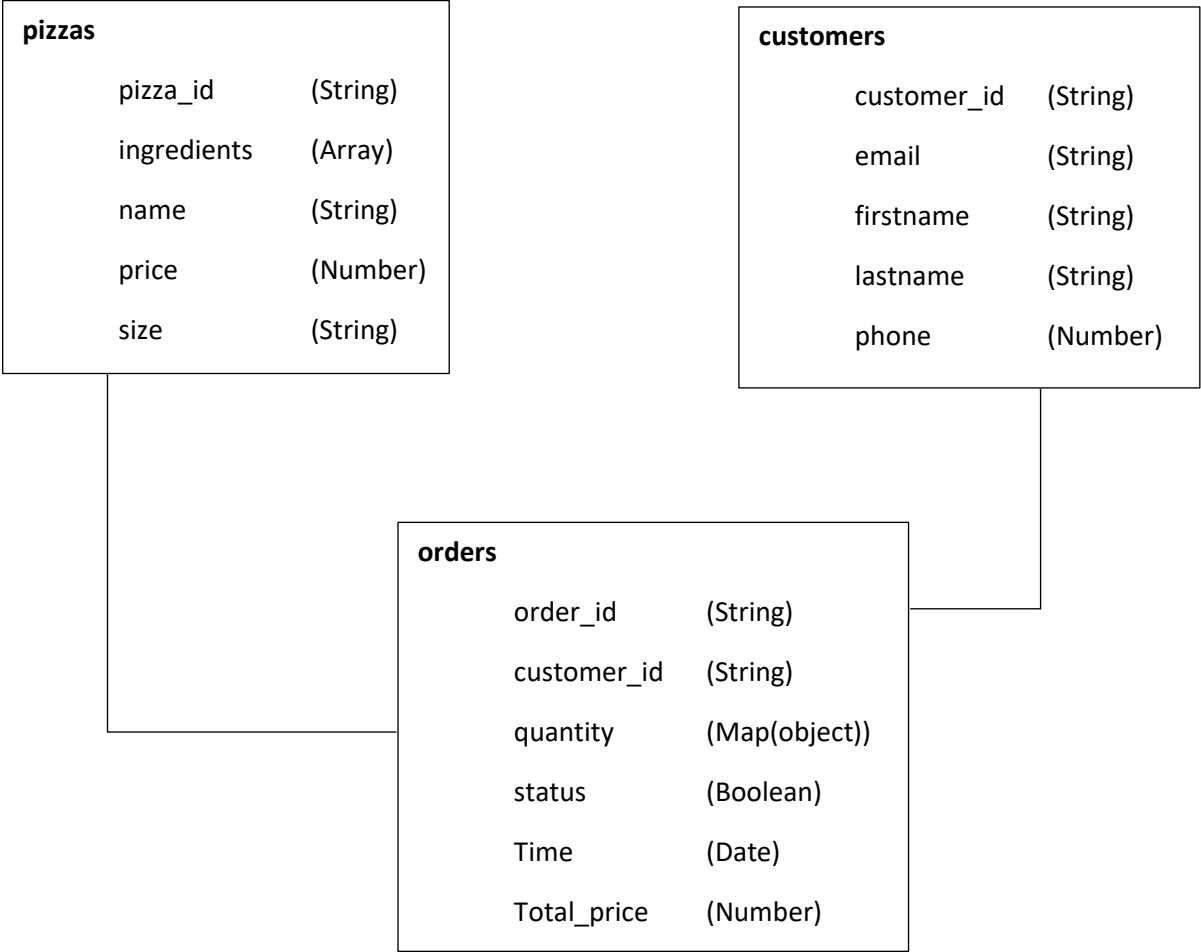 pizzas
pizza_id (String)
ingredients (Array)
name (String)
price (Number)
size (String)
customers
customer_id (String)
email (String)
firstname (String)
lastname (String)
phone (Number)
orders
order_id (String)
customer_id (String)
quantity (Map(object))
status (Boolean)
Time (Date)
Total_price (Number)